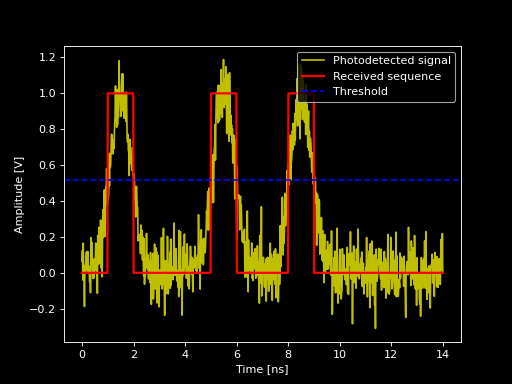 Photodetected signal
Received sequence
Threshold
1.2
1.0
0.8
0.6
0.4
0.2
0.0
−0.2
Amplitude [V]
0 2 4 6 8 10 12 14
Time [ns]